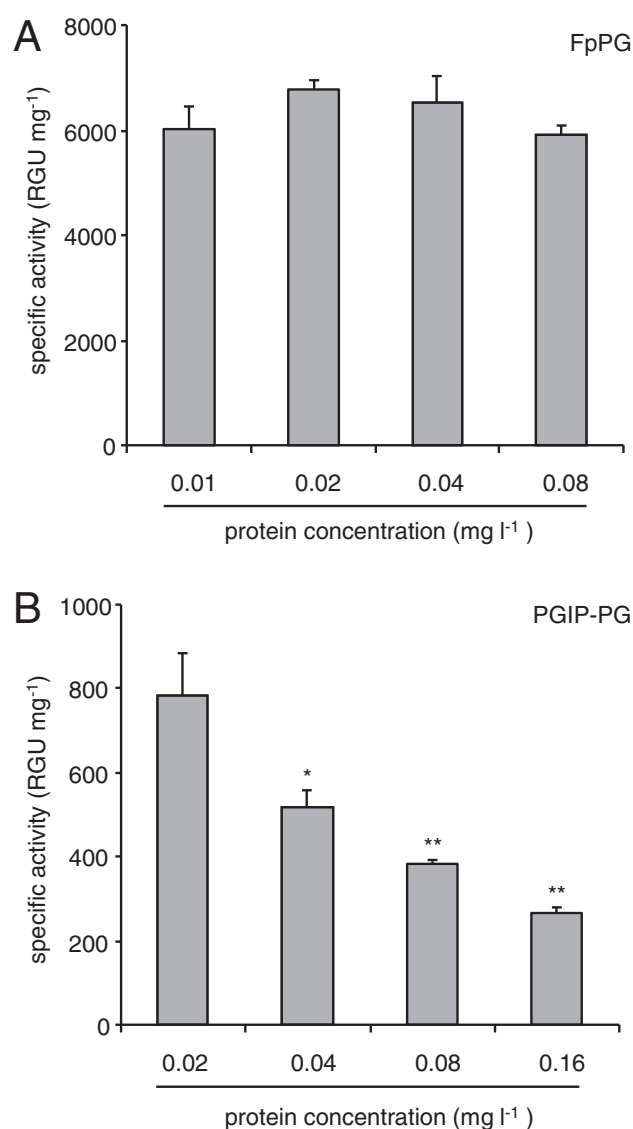 A
FpPG
8000
6000
4000
2000
0
specific activity (RGU mg⁻¹)
0.01 0.02 0.04 0.08
protein concentration (mg l⁻¹ )
B
PGIP-PG
1000
800
600
400
200
0
specific activity (RGU mg⁻¹)
*
**
**
0.02 0.04 0.08 0.16
protein concentration (mg l⁻¹ )